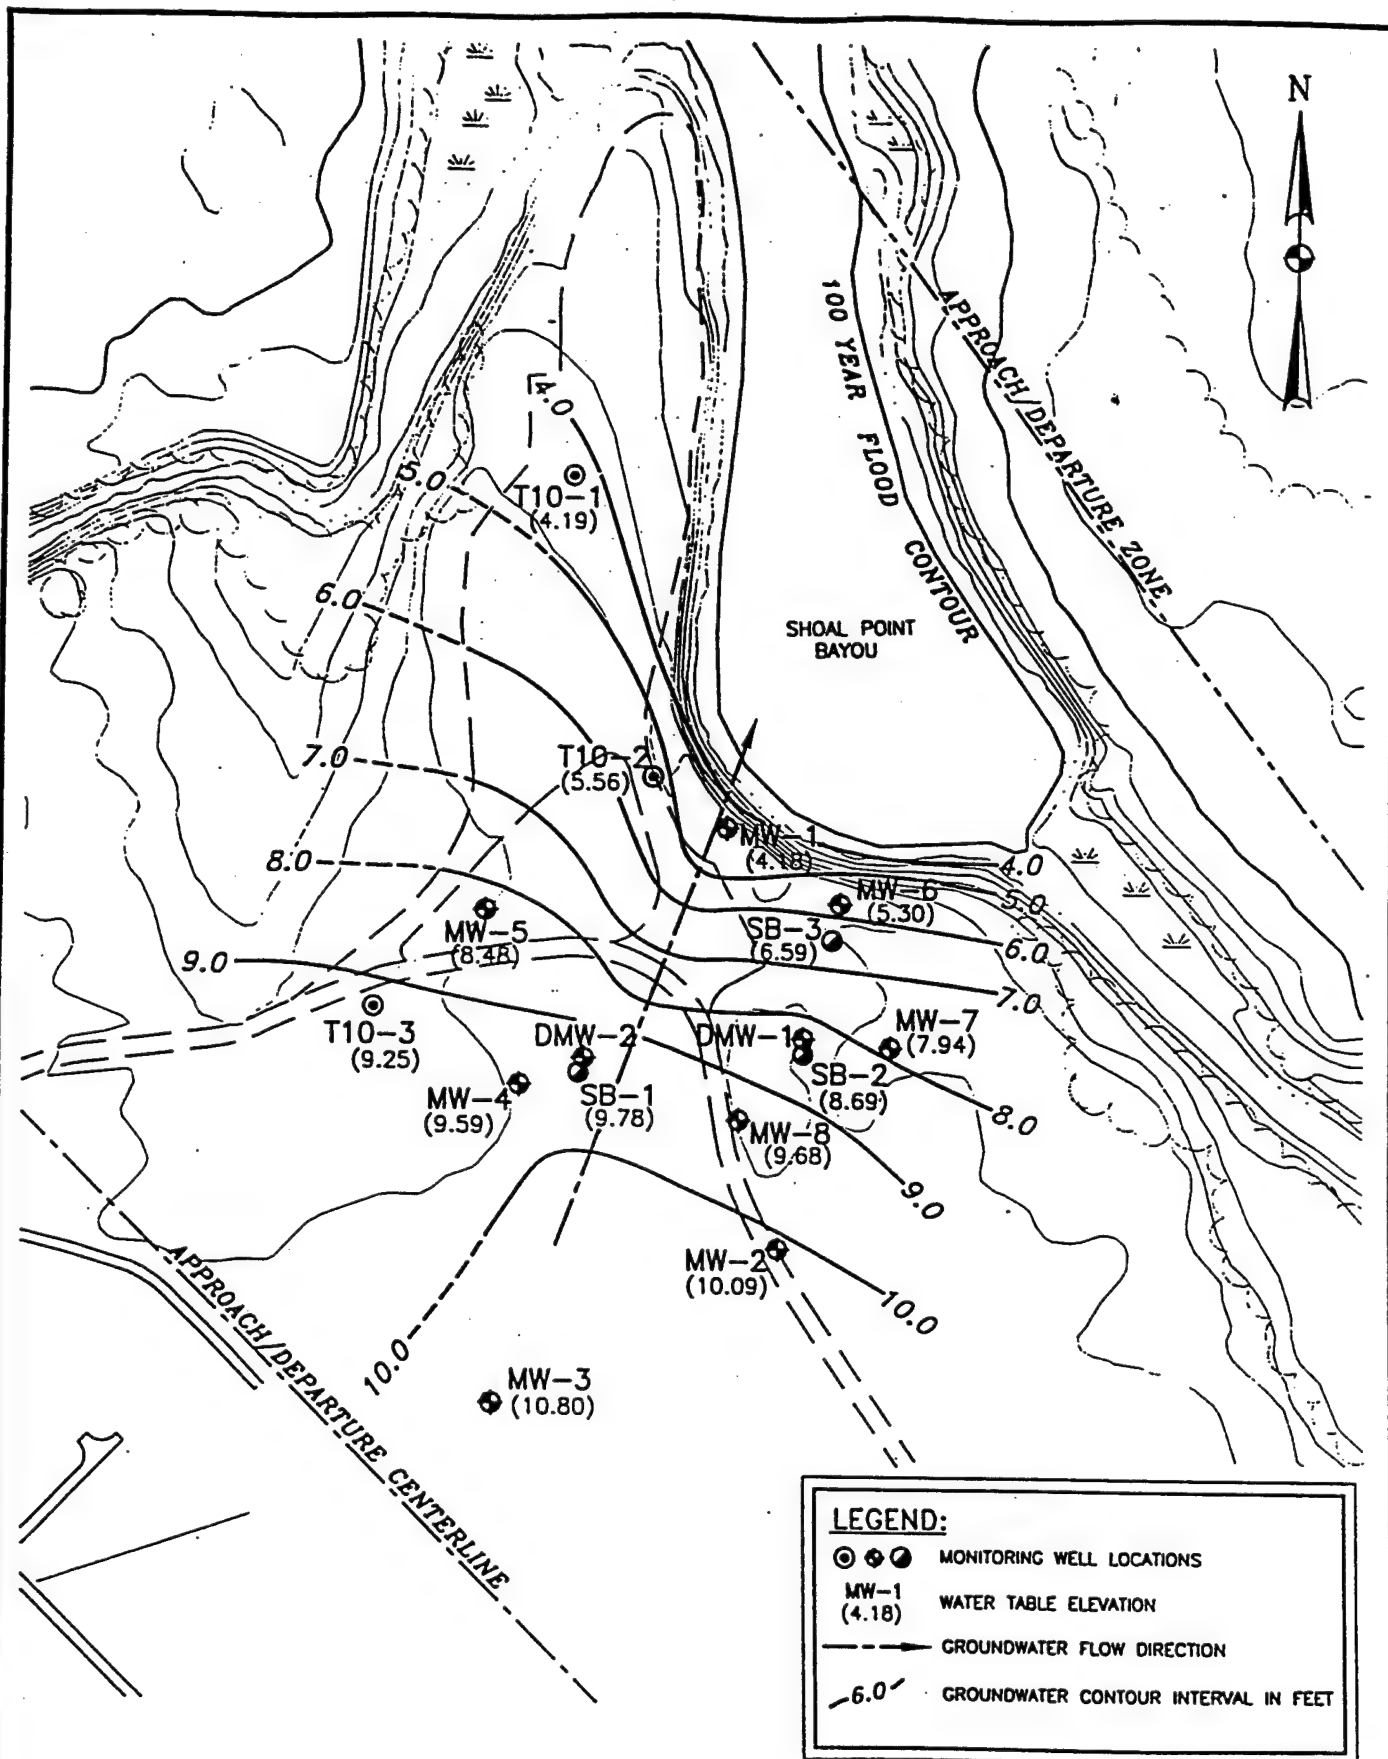 N
100 YEAR FLOOD CONTOUR
APPROACH/DEPARTURE ZONE
4.0
T10-1
(4.19)
5.0
6.0
SHOAL POINT
BAYOU
7.0
T10-2
(5.56)
MW-1
(4.18)
8.0
4.0
MW-6
(5.30)
5.0
MW-5
(8.48)
SB-3
(6.59)
6.0
9.0
7.0
T10-3
(9.25)
DMW-2
DMW-1
MW-7
(7.94)
MW-4
(9.59)
SB-1
(9.78)
SB-2
(8.69)
8.0
MW-8
(9.68)
9.0
MW-2
(10.09)
10.0
10.0
MW-3
(10.80)
APPROACH/DEPARTURE CENTERLINE
LEGEND:
MONITORING WELL LOCATIONS
MW-1
(4.18)
WATER TABLE ELEVATION
GROUNDWATER FLOW DIRECTION
6.0
GROUNDWATER CONTOUR INTERVAL IN FEET